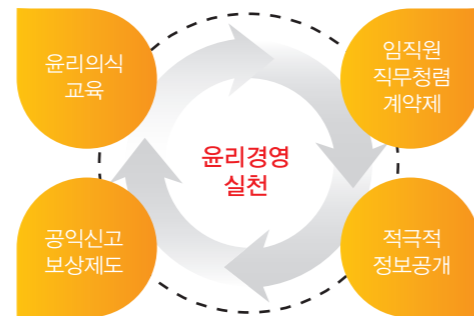 윤리의식
교육
임직원
직무청렴
계약제
윤리경영
실천
공익신고
보상제도
적극적
정보공개